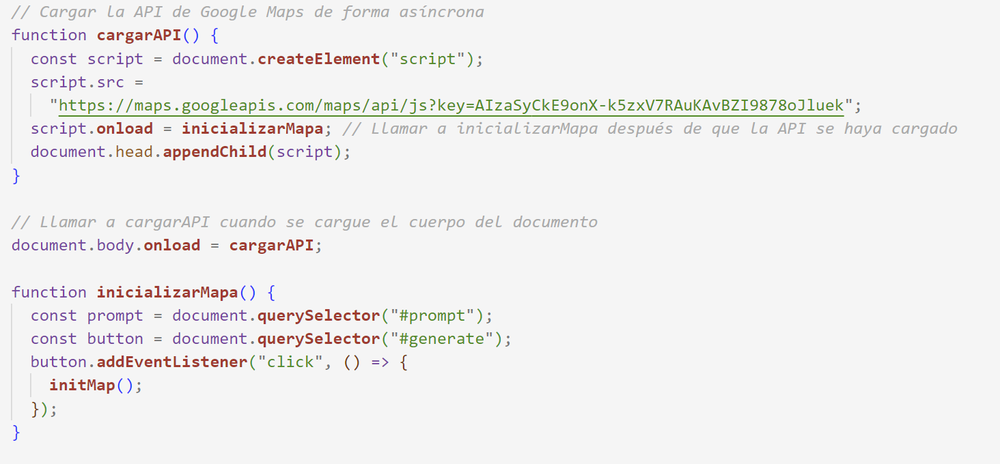 // Cargar la API de Google Maps de forma asíncrona
function cargarAPI() {
const script = document.createElement("script");
script.src =
"https://maps.googleapis.com/maps/api/js?key=AIzaSyCkE9onX-k5zxV7RAuKAvBZI9878oJluek";
script.onload = inicializarMapa; // Llamar a inicializarMapa después de que la API se haya cargado
document.head.appendChild(script);
}
// Llamar a cargarAPI cuando se cargue el cuerpo del documento
document.body.onload = cargarAPI;
function inicializarMapa() {
const prompt = document.querySelector("#prompt");
const button = document.querySelector("#generate");
button.addEventListener("click", () => {
initMap();
});
}